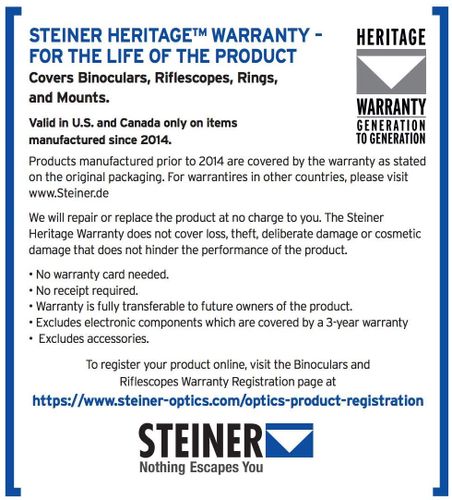 STEINER HERITAGE™ WARRANTY –
FOR THE LIFE OF THE PRODUCT
Covers Binoculars, Riflescopes, Rings,
and Mounts.
Valid in U.S. and Canada only on items
manufactured since 2014.
HERITAGE
WARRANTY
GENERATION
TO GENERATION
Products manufactured prior to 2014 are covered by the warranty as stated
on the original packaging. For warrantires in other countries, please visit
www.Steiner.de
We will repair or replace the product at no charge to you. The Steiner
Heritage Warranty does not cover loss, theft, deliberate damage or cosmetic
damage that does not hinder the performance of the product.
• No warranty card needed.
• No receipt required.
• Warranty is fully transferable to future owners of the product.
• Excludes electronic components which are covered by a 3-year warranty
• Excludes accessories.
To register your product online, visit the Binoculars and
Riflescopes Warranty Registration page at
https://www.steiner-optics.com/optics-product-registration
STEINER
Nothing Escapes You